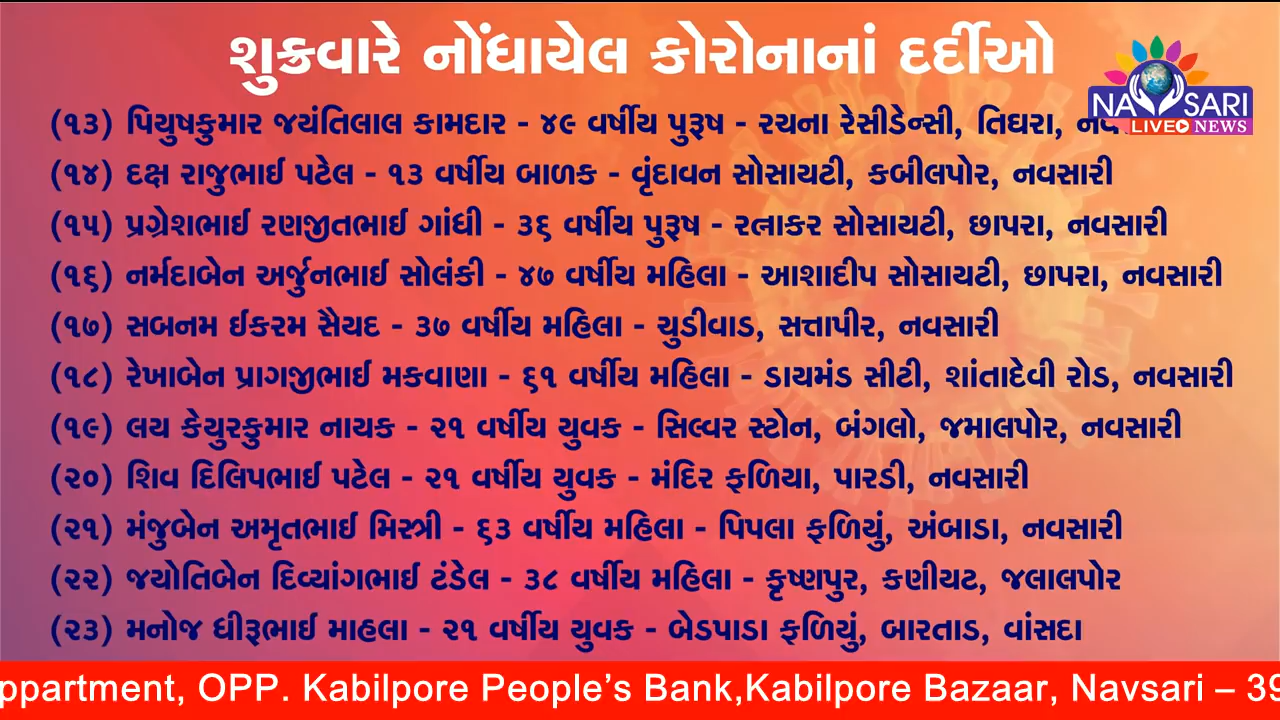 શુક્રવારે નોંધાયેલ કોરોનાનાં દર્દીઓ
NAVSARI
LIVE NEWS
(૧૩) પિયુષકુમાર જયંતિલાલ કામદાર - ૪૯ વર્ષીય પુરૂષ - રચના રેસીડેન્સી, તિઘરા,
(૧૪) દક્ષ રાજુભાઈ પટેલ - ૧૩ વર્ષીય બાળક - વૃંદાવન સોસાયટી, કબીલપોર, નવસારી
(૧૫) પ્રગ્રેશભાઈ રણજીતભાઈ ગાંધી - ૩૬ વર્ષીય પુરૂષ - રત્નાકર સોસાયટી, છાપરા, નવસારી
(૧૬) નર્મદાબેન અર્જુનભાઈ સોલંકી - ૪૭ વર્ષીય મહિલા - આશાદીપ સોસાયટી, છાપરા, નવસારી
(૧૭) સબનમ ઈકરમ સૈયદ - ૩૭ વર્ષીય મહિલા - ચુડીવાડ, સત્તાપીર, નવસારી
(૧૮) રેખાબેન પ્રાગજીભાઈ મકવાણા - ૬૧ વર્ષીય મહિલા - ડાયમંડ સીટી, શાંતાદેવી રોડ, નવસારી
(૧૯) લય કેયુરકુમાર નાયક - ૨૧ વર્ષીય યુવક - સિલ્વર સ્ટોન, બંગલો, જમાલપોર, નવસારી
(૨૦) શિવ દિલિપભાઈ પટેલ - ૨૧ વર્ષીય યુવક - મંદિર ફળિયા, પારડી, નવસારી
(૨૧) મંજુબેન અમૃતભાઈ મિસ્ત્રી - ૬૩ વર્ષીય મહિલા - પિપલા ફળિયું, અંબાડા, નવસારી
(૨૨) જયોતિબેન દિવ્યાંગભાઈ ટંડેલ - ૩૮ વર્ષીય મહિલા - કૃષ્ણપુર, કણીયટ, જલાલપોર
(૨૩) મનોજ ધીરૂભાઈ માહલા - ૨૧ વર્ષીય યુવક - બેડપાડા ફળિયું, બારતાડ, વાંસદા
ppartment, OPP. Kabilpore People's Bank,Kabilpore Bazaar, Navsari – 39